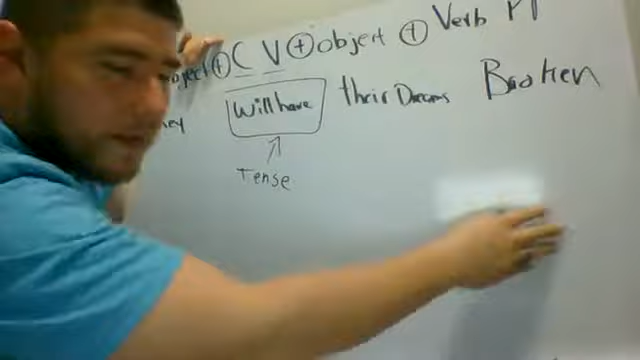 ⊕ C V ⊕ object ⊕ Verb
Will have their Dreams Broken
Tense